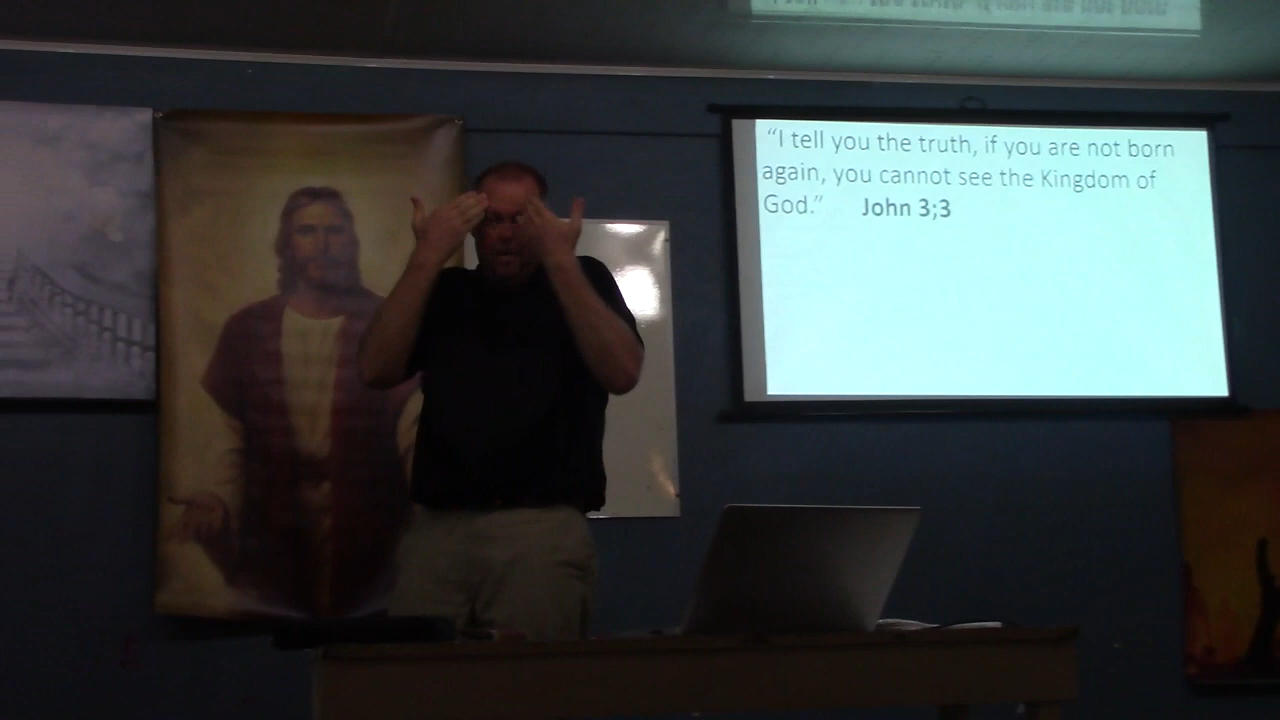 “I tell you the truth, if you are not born
again, you cannot see the Kingdom of
God.” John 3;3